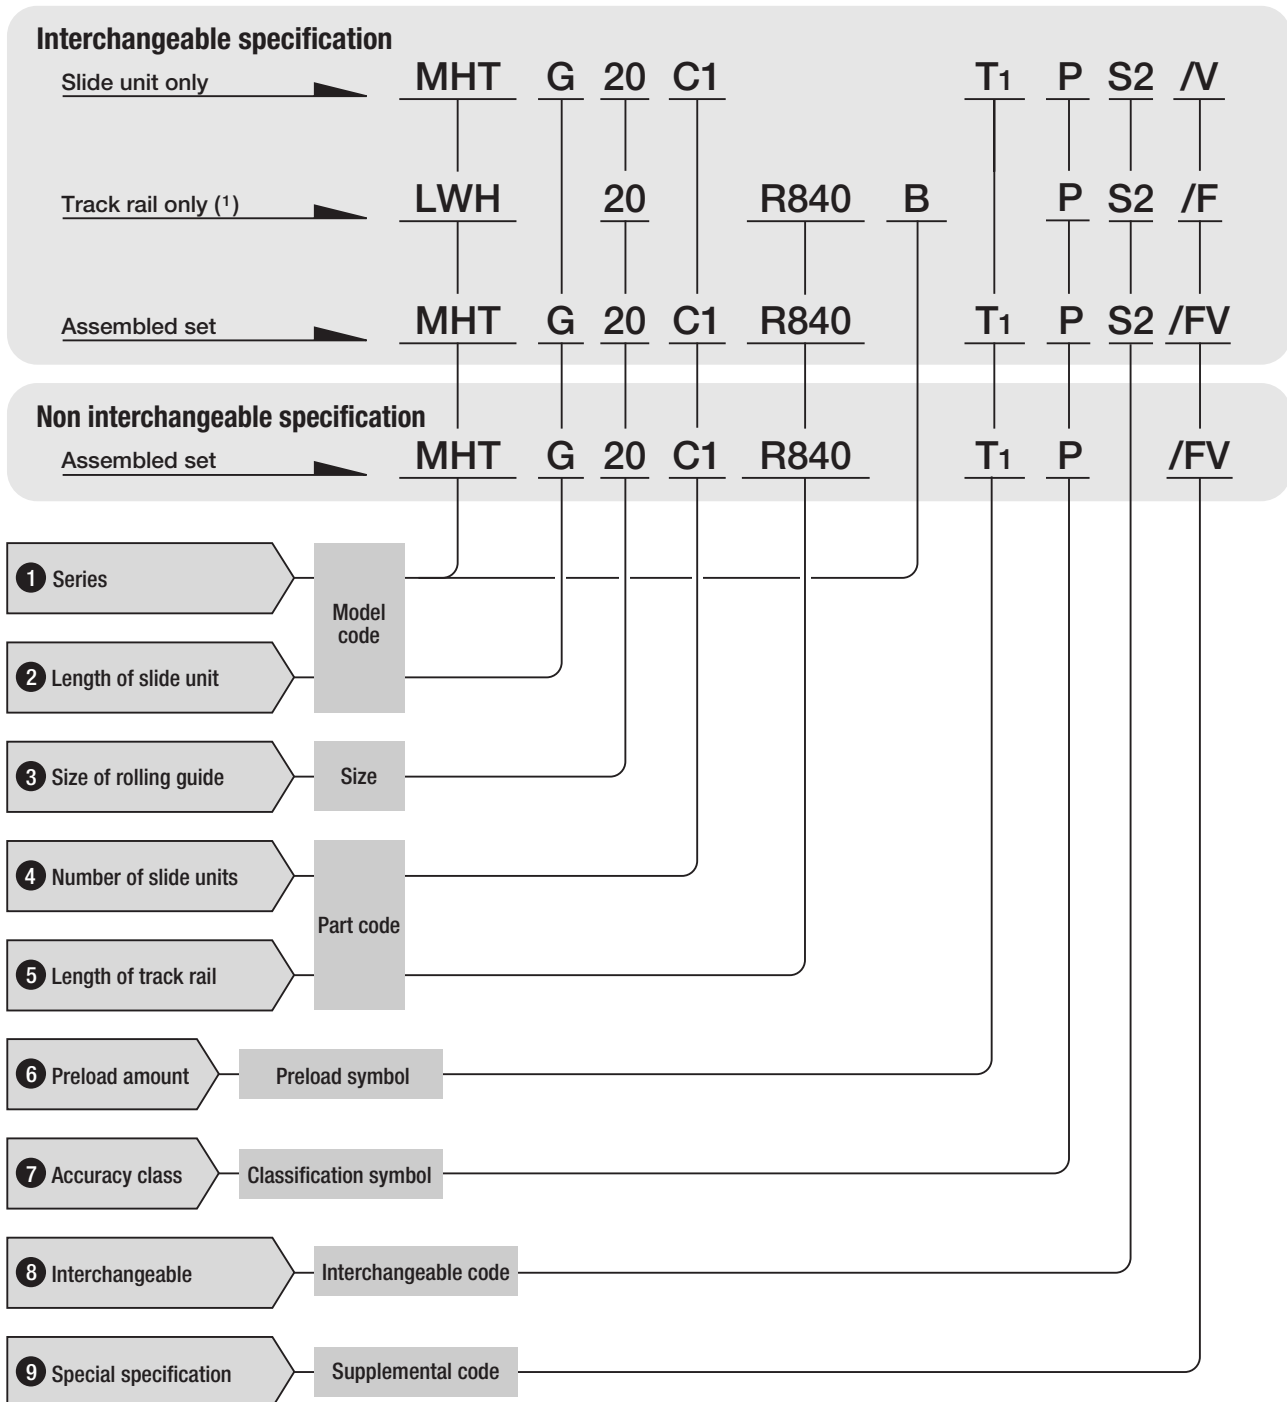 Interchangeable specification
Slide unit only MHT G 20 C1 T1 P S2 /V
Track rail only (1) LWH 20 R840 B P S2 /F
Assembled set MHT G 20 C1 R840 T1 P S2 /FV
Non interchangeable specification
Assembled set MHT G 20 C1 R840 T1 P /FV
1 Series
Model
code
2 Length of slide unit
3 Size of rolling guide Size
4 Number of slide units
Part code
5 Length of track rail
6 Preload amount Preload symbol
7 Accuracy class Classification symbol
8 Interchangeable Interchangeable code
9 Special specification Supplemental code